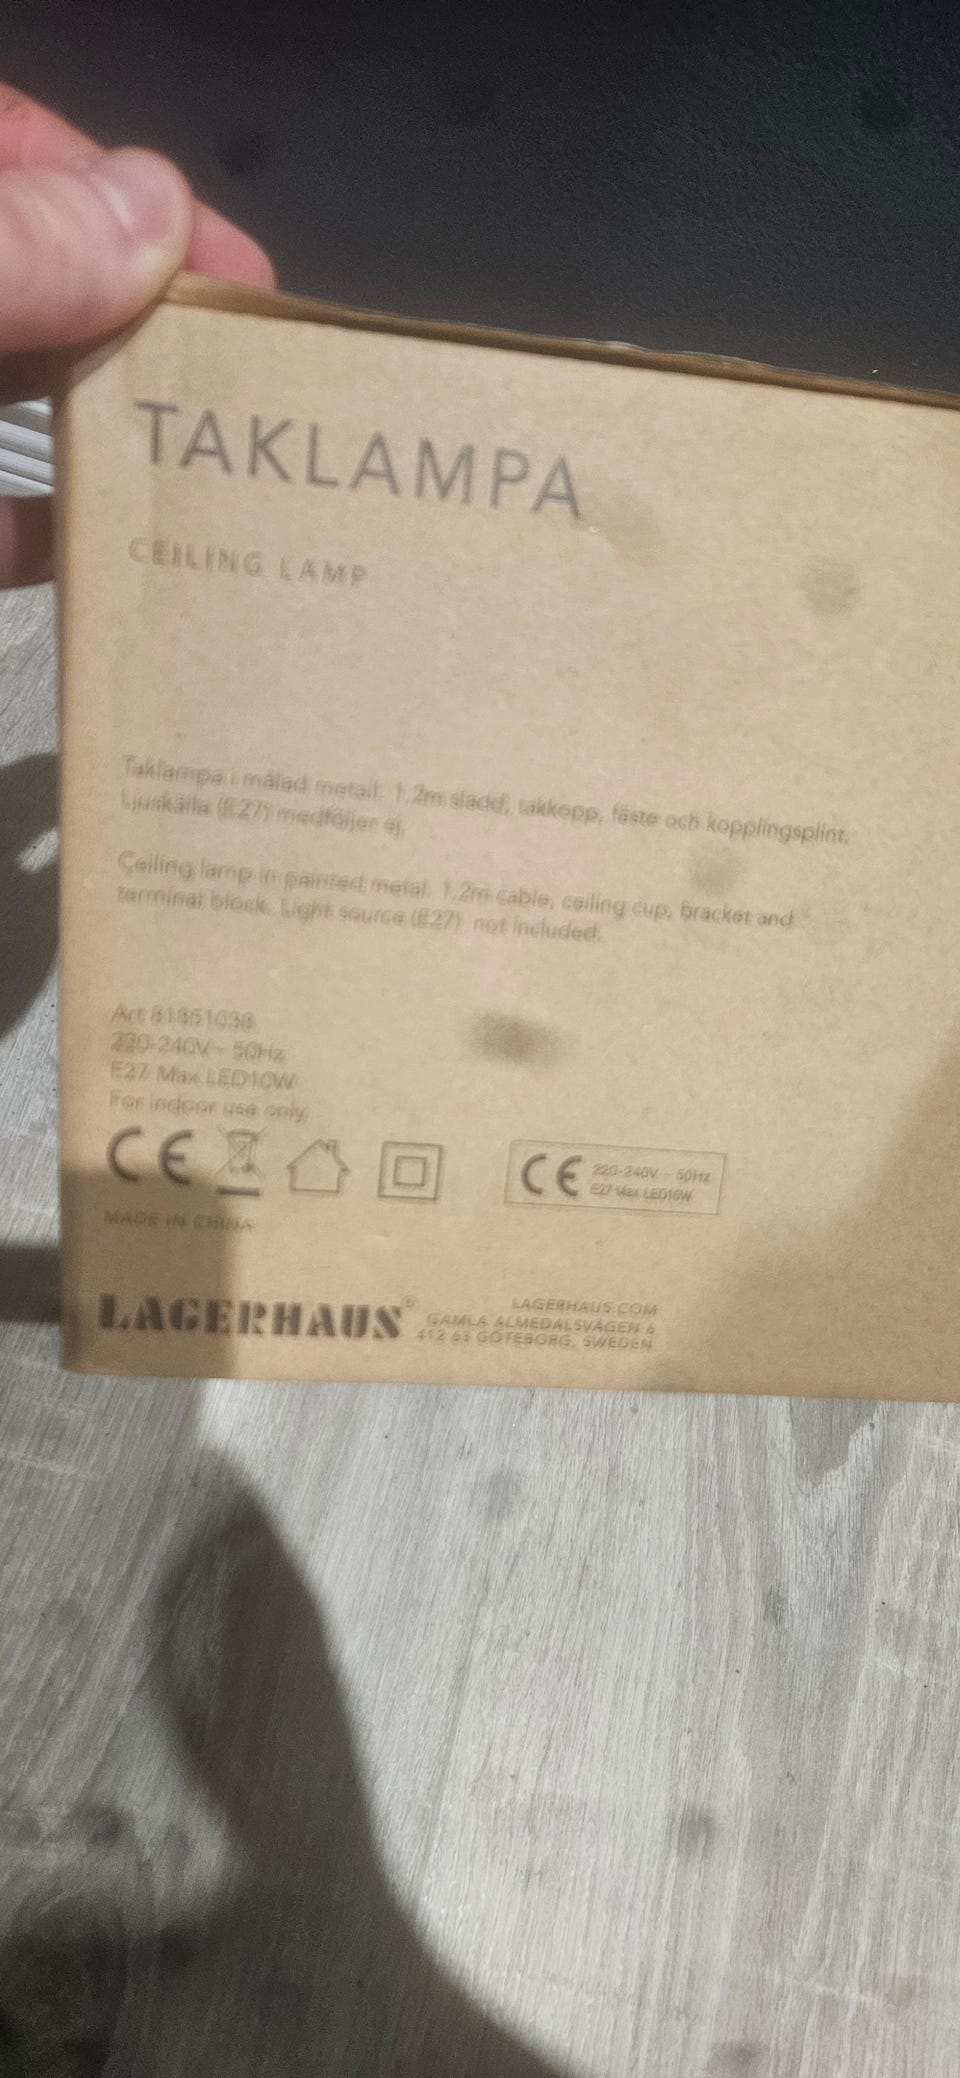 TAKLAMPA
CEILING LAMP
Taklampa i målad metall. 1,2m sladd, takkopp, fäste och kopplingsplint.
Ljuskälla (E27) medföljer ej.
Ceiling lamp in painted metal. 1,2m cable, ceiling cup, bracket and
terminal block. Light source (E27) not included.
Art
220-240V ~ 50Hz
E27 Max LED10W
For indoor use only.
CE
CE 220-240V ~ 50Hz
E27 Max LED10W
MADE IN CHINA
LAGERHAUS®
LAGERHAUS.COM
GAMLA ALMEDALSVÄGEN 6
412 63 GÖTEBORG, SWEDEN